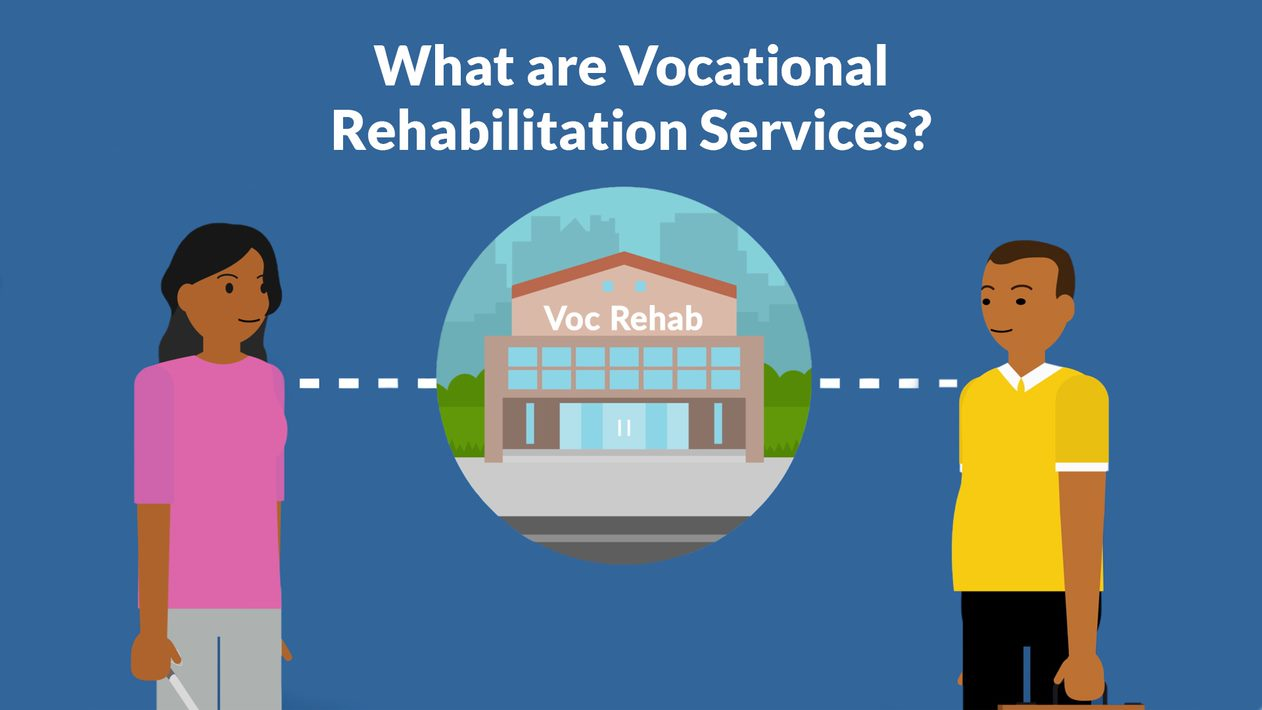 What are Vocational
Rehabilitation Services?
Voc Rehab